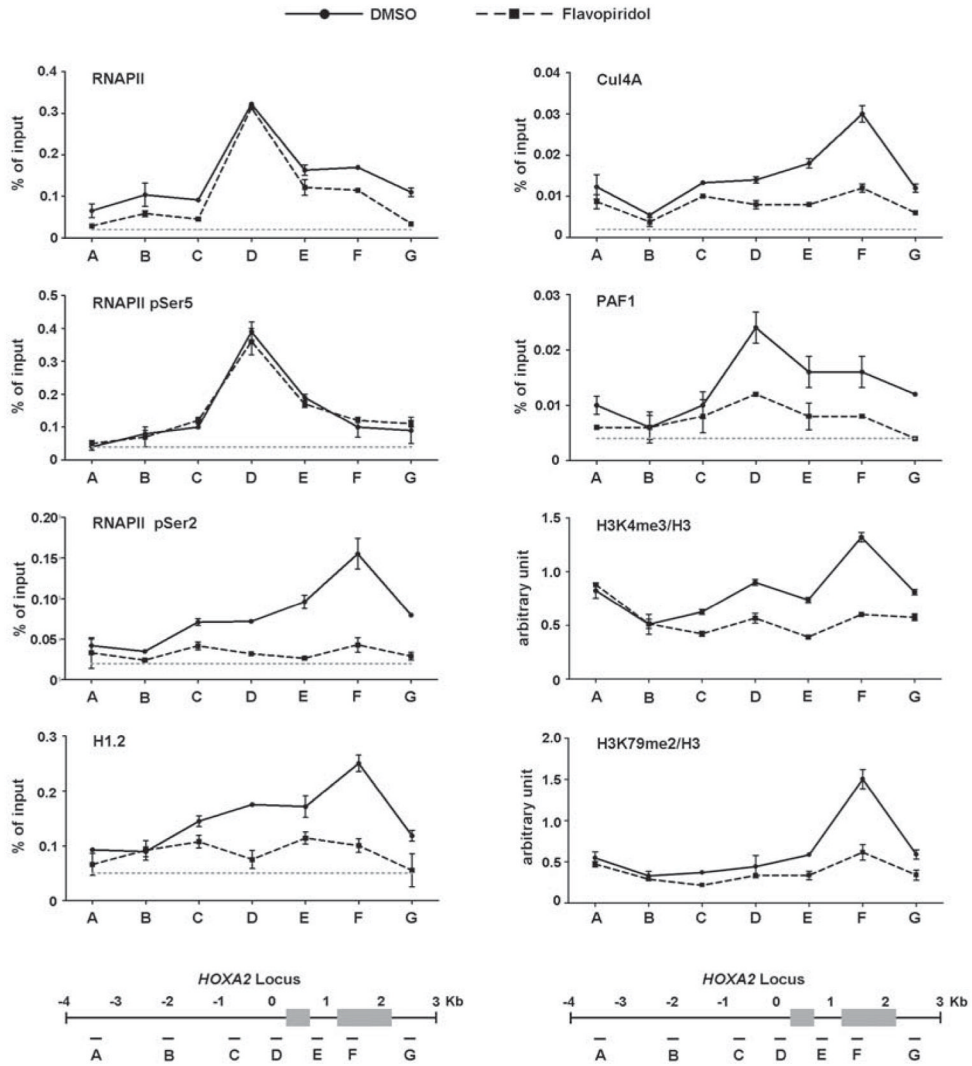 DMSO Flavopiridol
RNAPII
% of input
0.4
0.3
0.2
0.1
0
A B C D E F G
Cul4A
% of input
0.04
0.03
0.02
0.01
0
A B C D E F G
RNAPII pSer5
% of input
0.5
0.4
0.3
0.2
0.1
0
A B C D E F G
PAF1
% of input
0.03
0.02
0.01
0
A B C D E F G
RNAPII pSer2
% of input
0.20
0.15
0.10
0.05
0
A B C D E F G
H3K4me3/H3
arbitrary unit
1.5
1.0
0.5
0
A B C D E F G
H1.2
% of input
0.3
0.2
0.1
0
A B C D E F G
H3K79me2/H3
arbitrary unit
2.0
1.5
1.0
0.5
0
A B C D E F G
HOXA2 Locus
-4 -3 -2 -1 0 1 2 3 Kb
A B C D E F G
HOXA2 Locus
-4 -3 -2 -1 0 1 2 3 Kb
A B C D E F G